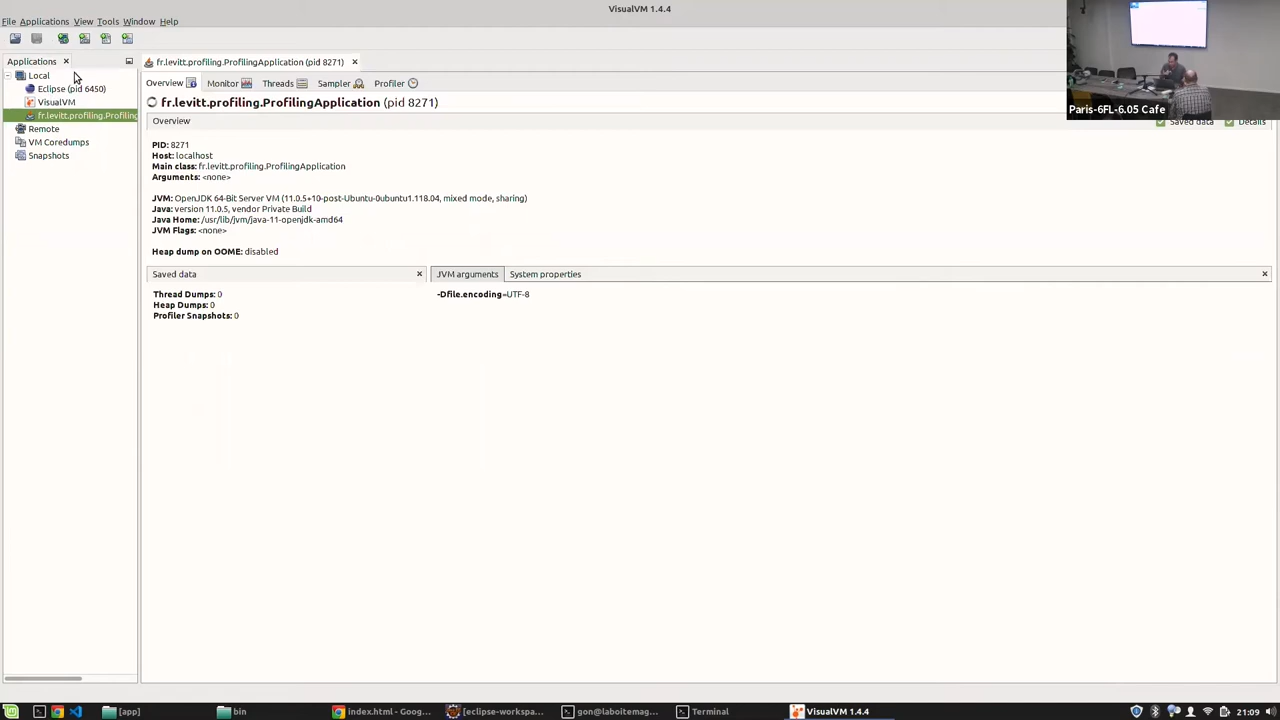 VisualVM 1.4.4
File Applications View Tools Window Help
Applications
Local
Eclipse (pid 6450)
VisualVM
fr.levitt.profiling.Profiling
Remote
VM Coredumps
Snapshots
fr.levitt.profiling.ProfilingApplication (pid 8271)
Overview Monitor Threads Sampler Profiler
fr.levitt.profiling.ProfilingApplication (pid 8271)
Overview
Saved data Details
PID: 8271
Host: localhost
Main class: fr.levitt.profiling.ProfilingApplication
Arguments: <none>
JVM: OpenJDK 64-Bit Server VM (11.0.5+10-post-Ubuntu-0ubuntu1.118.04, mixed mode, sharing)
Java: version 11.0.5, vendor Private Build
Java Home: /usr/lib/jvm/java-11-openjdk-amd64
JVM Flags: <none>
Heap dump on OOME: disabled
Saved data
Thread Dumps: 0
Heap Dumps: 0
Profiler Snapshots: 0
JVM arguments System properties
-Dfile.encoding=UTF-8
Paris-6FL-6.05 Cafe
[app] bin index.html - Goog... [eclipse-workspa... gon@laboitemag... Terminal VisualVM 1.4.4 21:09